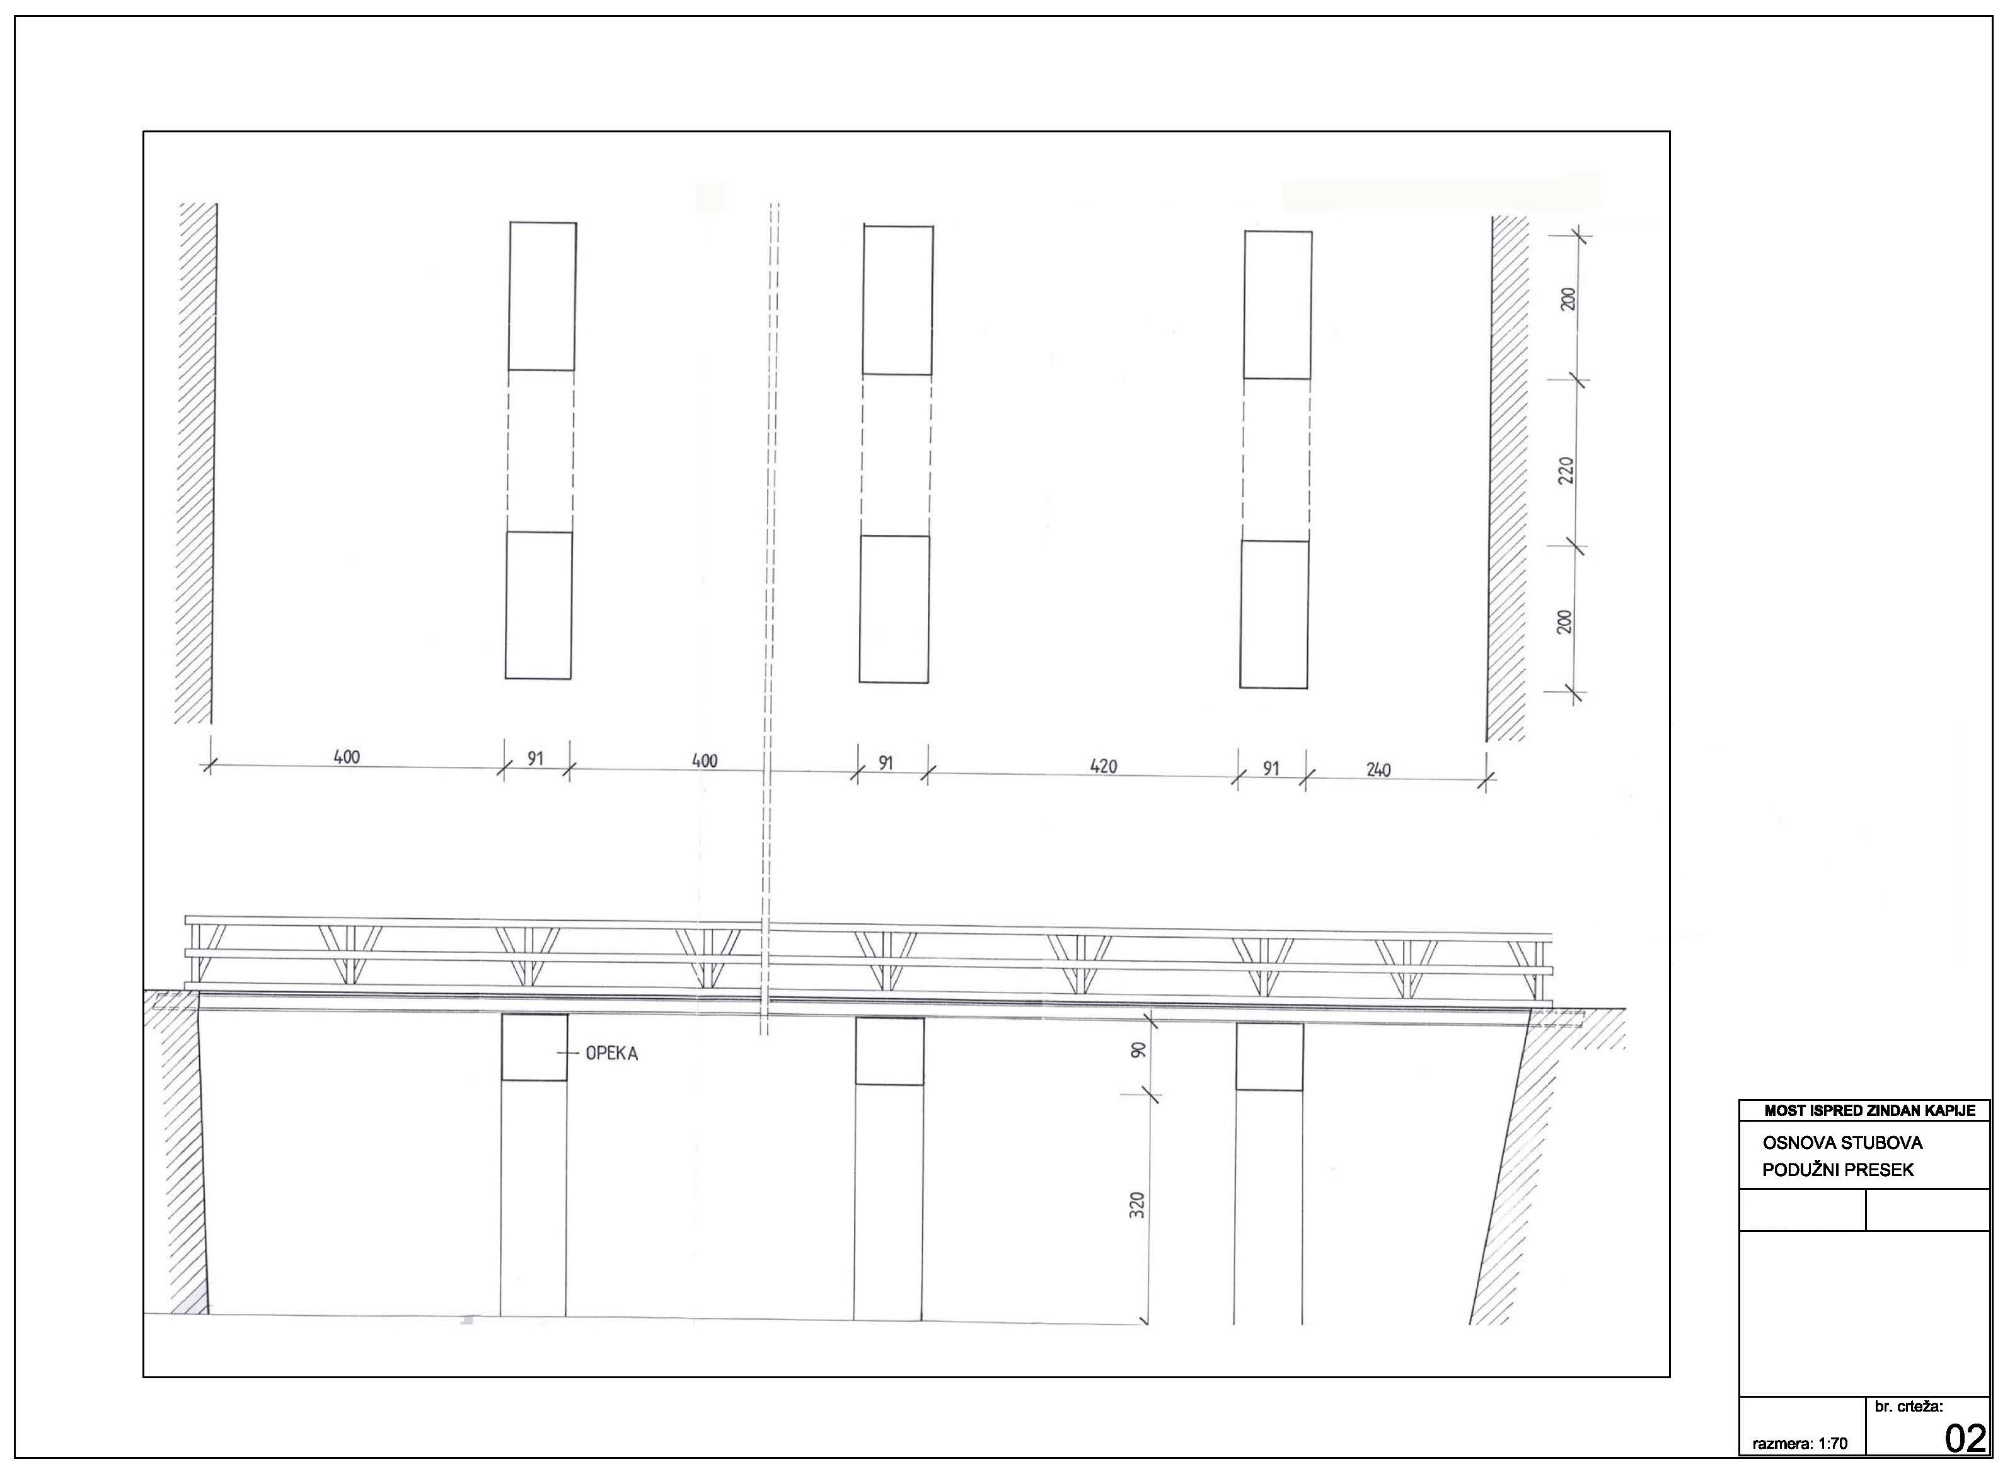 200
220
200
400
91
400
91
420
91
240
OPEKA
90
320
MOST ISPRED ZINDAN KAPIJE
OSNOVA STUBOVA
PODUŽNI PRESEK
br. crteža:
razmera: 1:70
02